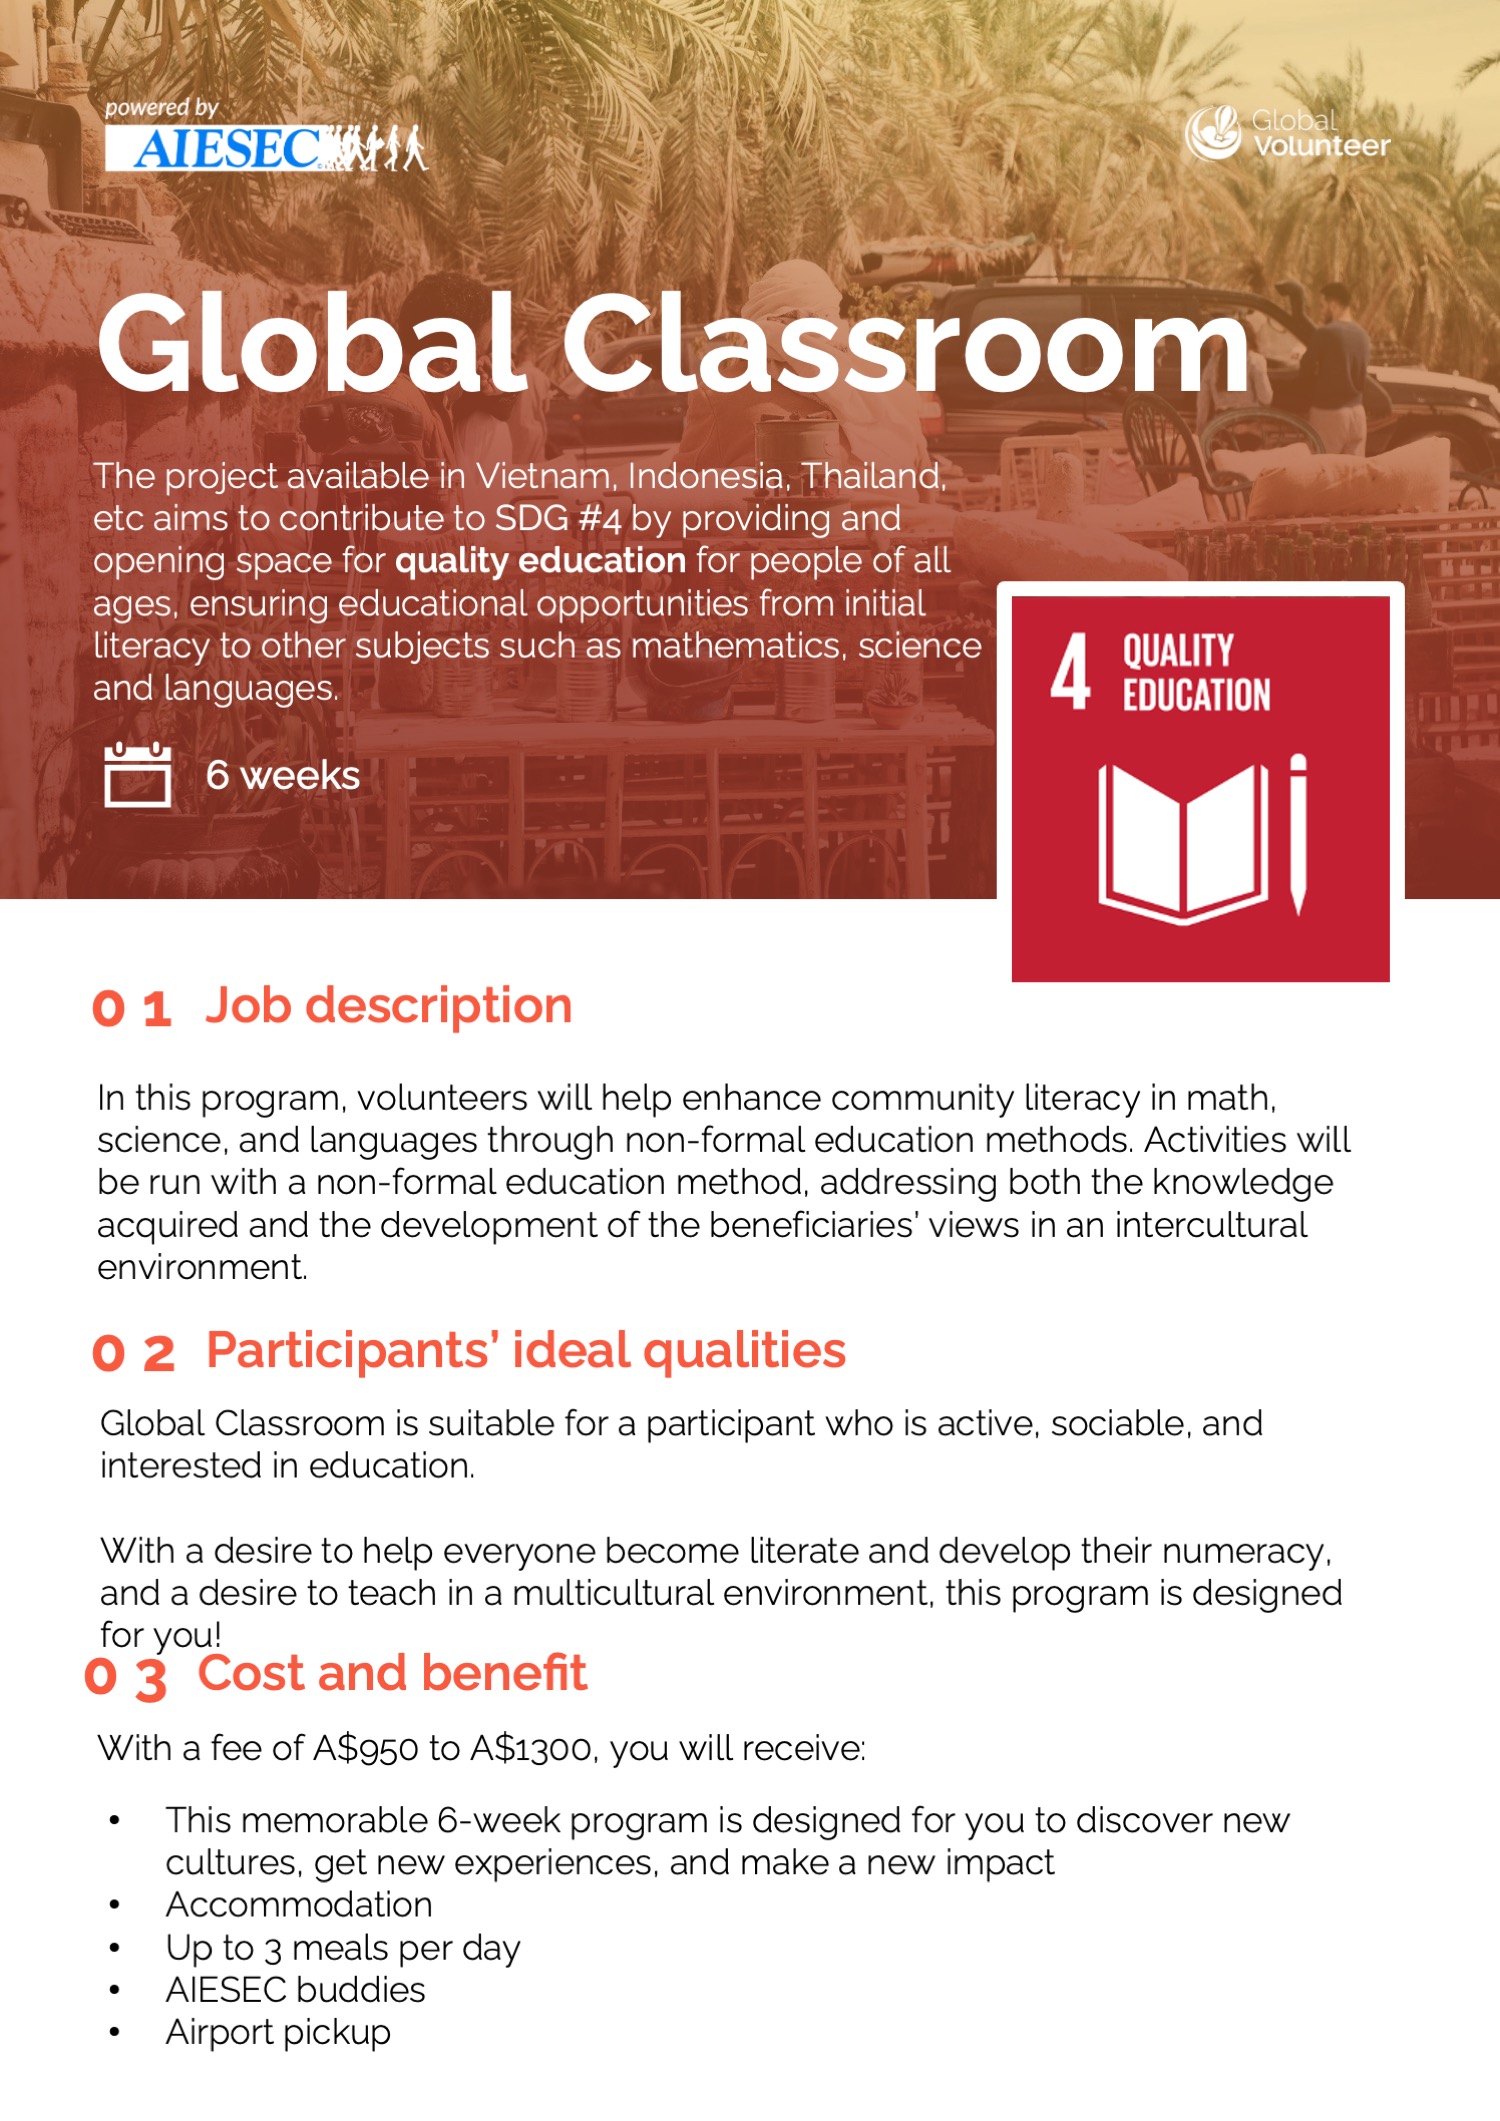 powered by
AIESEC
Global
Volunteer
Global Classroom
The project available in Vietnam, Indonesia, Thailand,
etc aims to contribute to SDG #4 by providing and
opening space for quality education for people of all
ages, ensuring educational opportunities from initial
literacy to other subjects such as mathematics, science
and languages.
6 weeks
4 QUALITY
EDUCATION
0 1 Job description
In this program, volunteers will help enhance community literacy in math,
science, and languages through non-formal education methods. Activities will
be run with a non-formal education method, addressing both the knowledge
acquired and the development of the beneficiaries' views in an intercultural
environment.
0 2 Participants' ideal qualities
Global Classroom is suitable for a participant who is active, sociable, and
interested in education.
With a desire to help everyone become literate and develop their numeracy,
and a desire to teach in a multicultural environment, this program is designed
for you!
0 3 Cost and benefit
With a fee of A$950 to A$1300, you will receive:
• This memorable 6-week program is designed for you to discover new
cultures, get new experiences, and make a new impact
• Accommodation
• Up to 3 meals per day
• AIESEC buddies
• Airport pickup